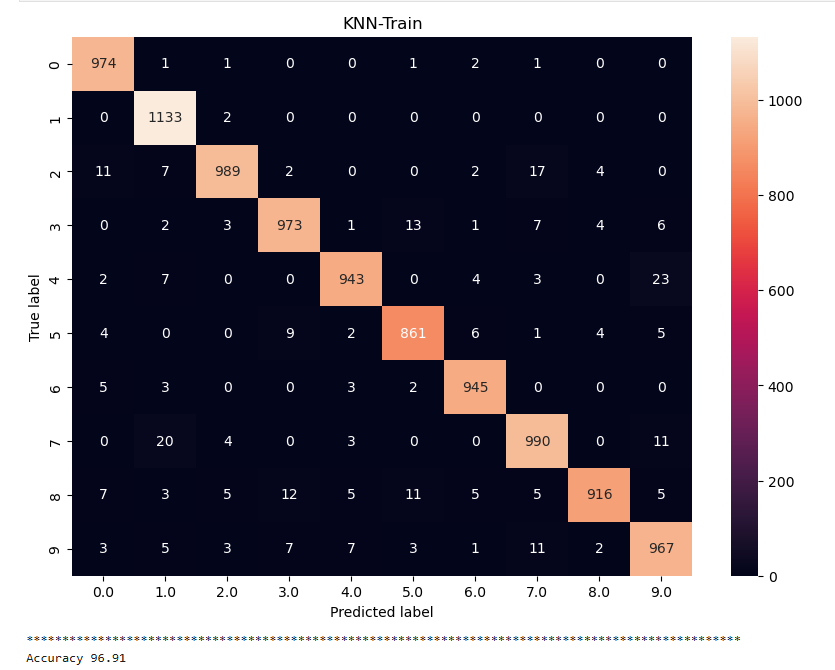 KNN-Train
0 974 1 1 0 0 1 2 1 0 0
1 0 1133 2 0 0 0 0 0 0 0
2 11 7 989 2 0 0 2 17 4 0
3 0 2 3 973 1 13 1 7 4 6
4 2 7 0 0 943 0 4 3 0 23
5 4 0 0 9 2 861 6 1 4 5
6 5 3 0 0 3 2 945 0 0 0
7 0 20 4 0 3 0 0 990 0 11
8 7 3 5 12 5 11 5 5 916 5
9 3 5 3 7 7 3 1 11 2 967
0.0 1.0 2.0 3.0 4.0 5.0 6.0 7.0 8.0 9.0
True label
Predicted label
1000
800
600
400
200
0
****************************************************************************************************
Accuracy 96.91